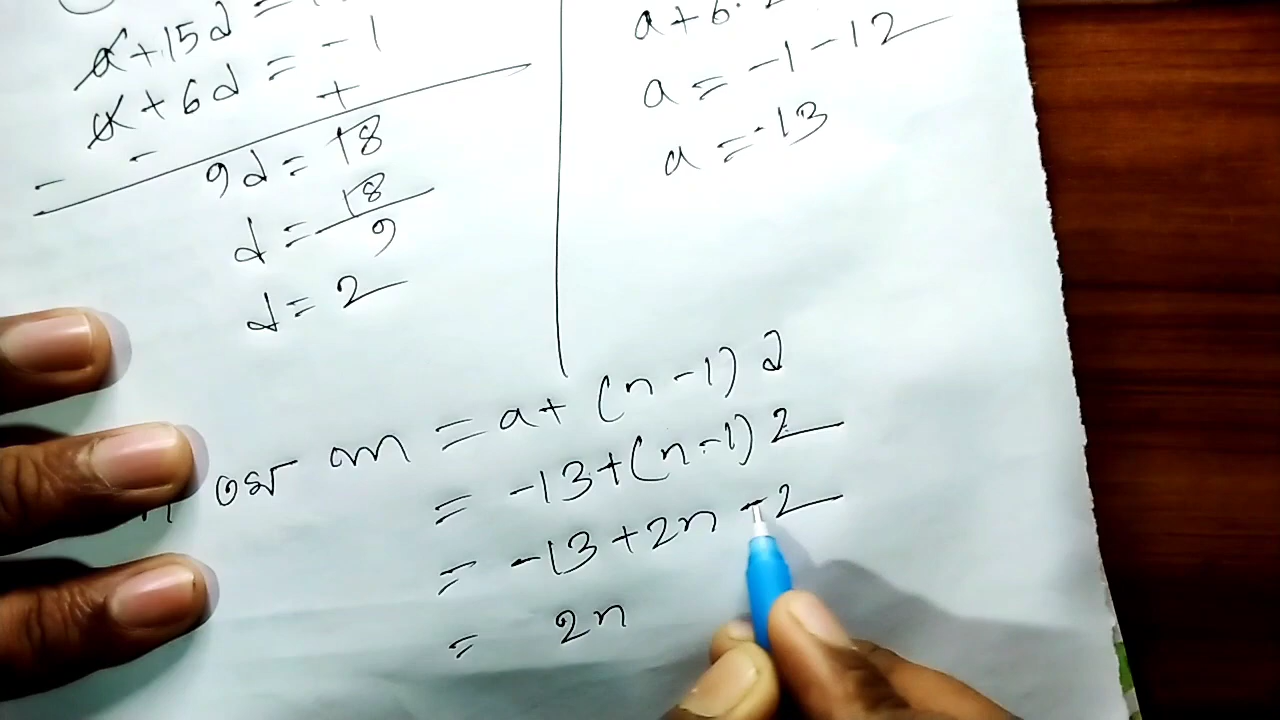 a + 15d =
a + 6d = -1
- - +
9d = 18
d = 18/9
d = 2
a + 6.
a = -1 - 12
a = -13
= a + (n - 1) d
= -13 + (n - 1) 2
= -13 + 2n - 2
= 2n